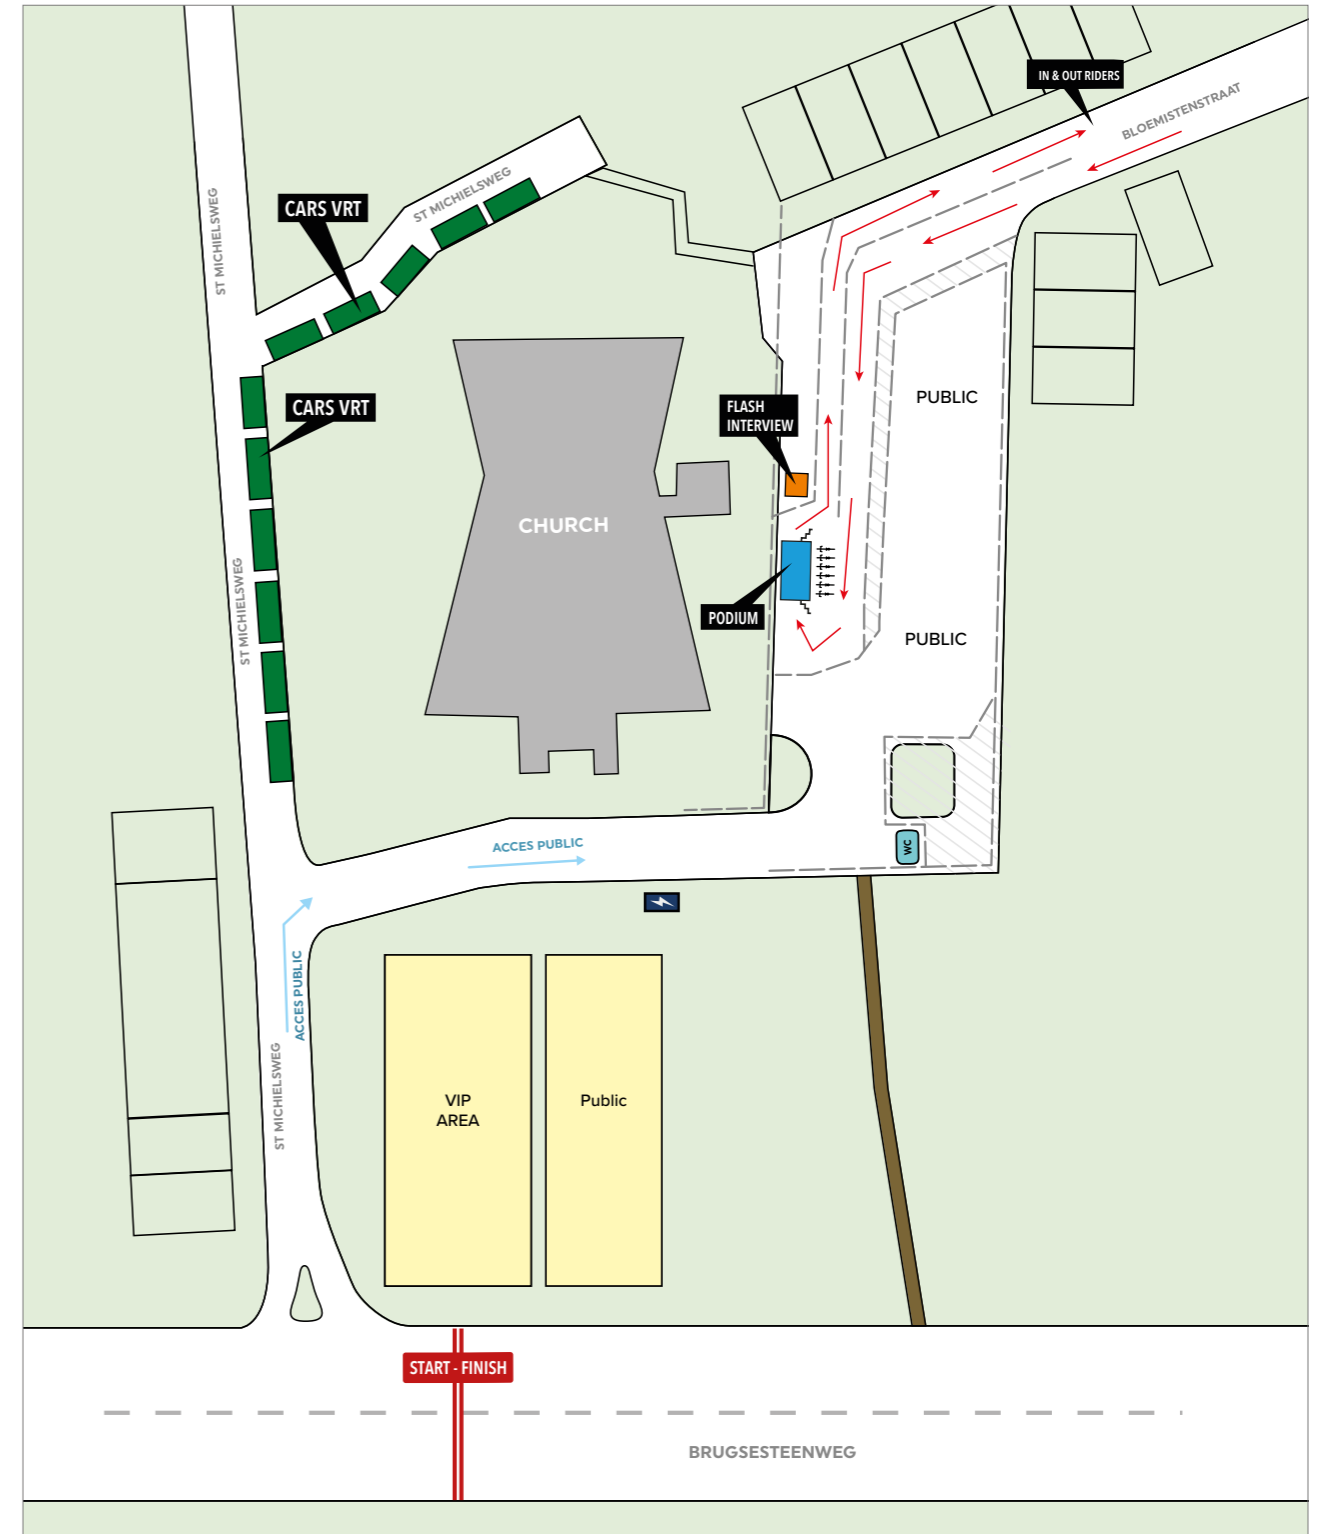 IN & OUT RIDERS
BLOEMISTENSTRAAT
ST MICHIELSWEG
CARS VRT
ST MICHIELSWEG
CARS VRT
FLASH
INTERVIEW
PUBLIC
CHURCH
PODIUM
PUBLIC
ST MICHIELSWEG
ACCES PUBLIC
WC
ACCES PUBLIC
ST MICHIELSWEG
VIP
AREA
Public
START - FINISH
BRUGSESTEENWEG